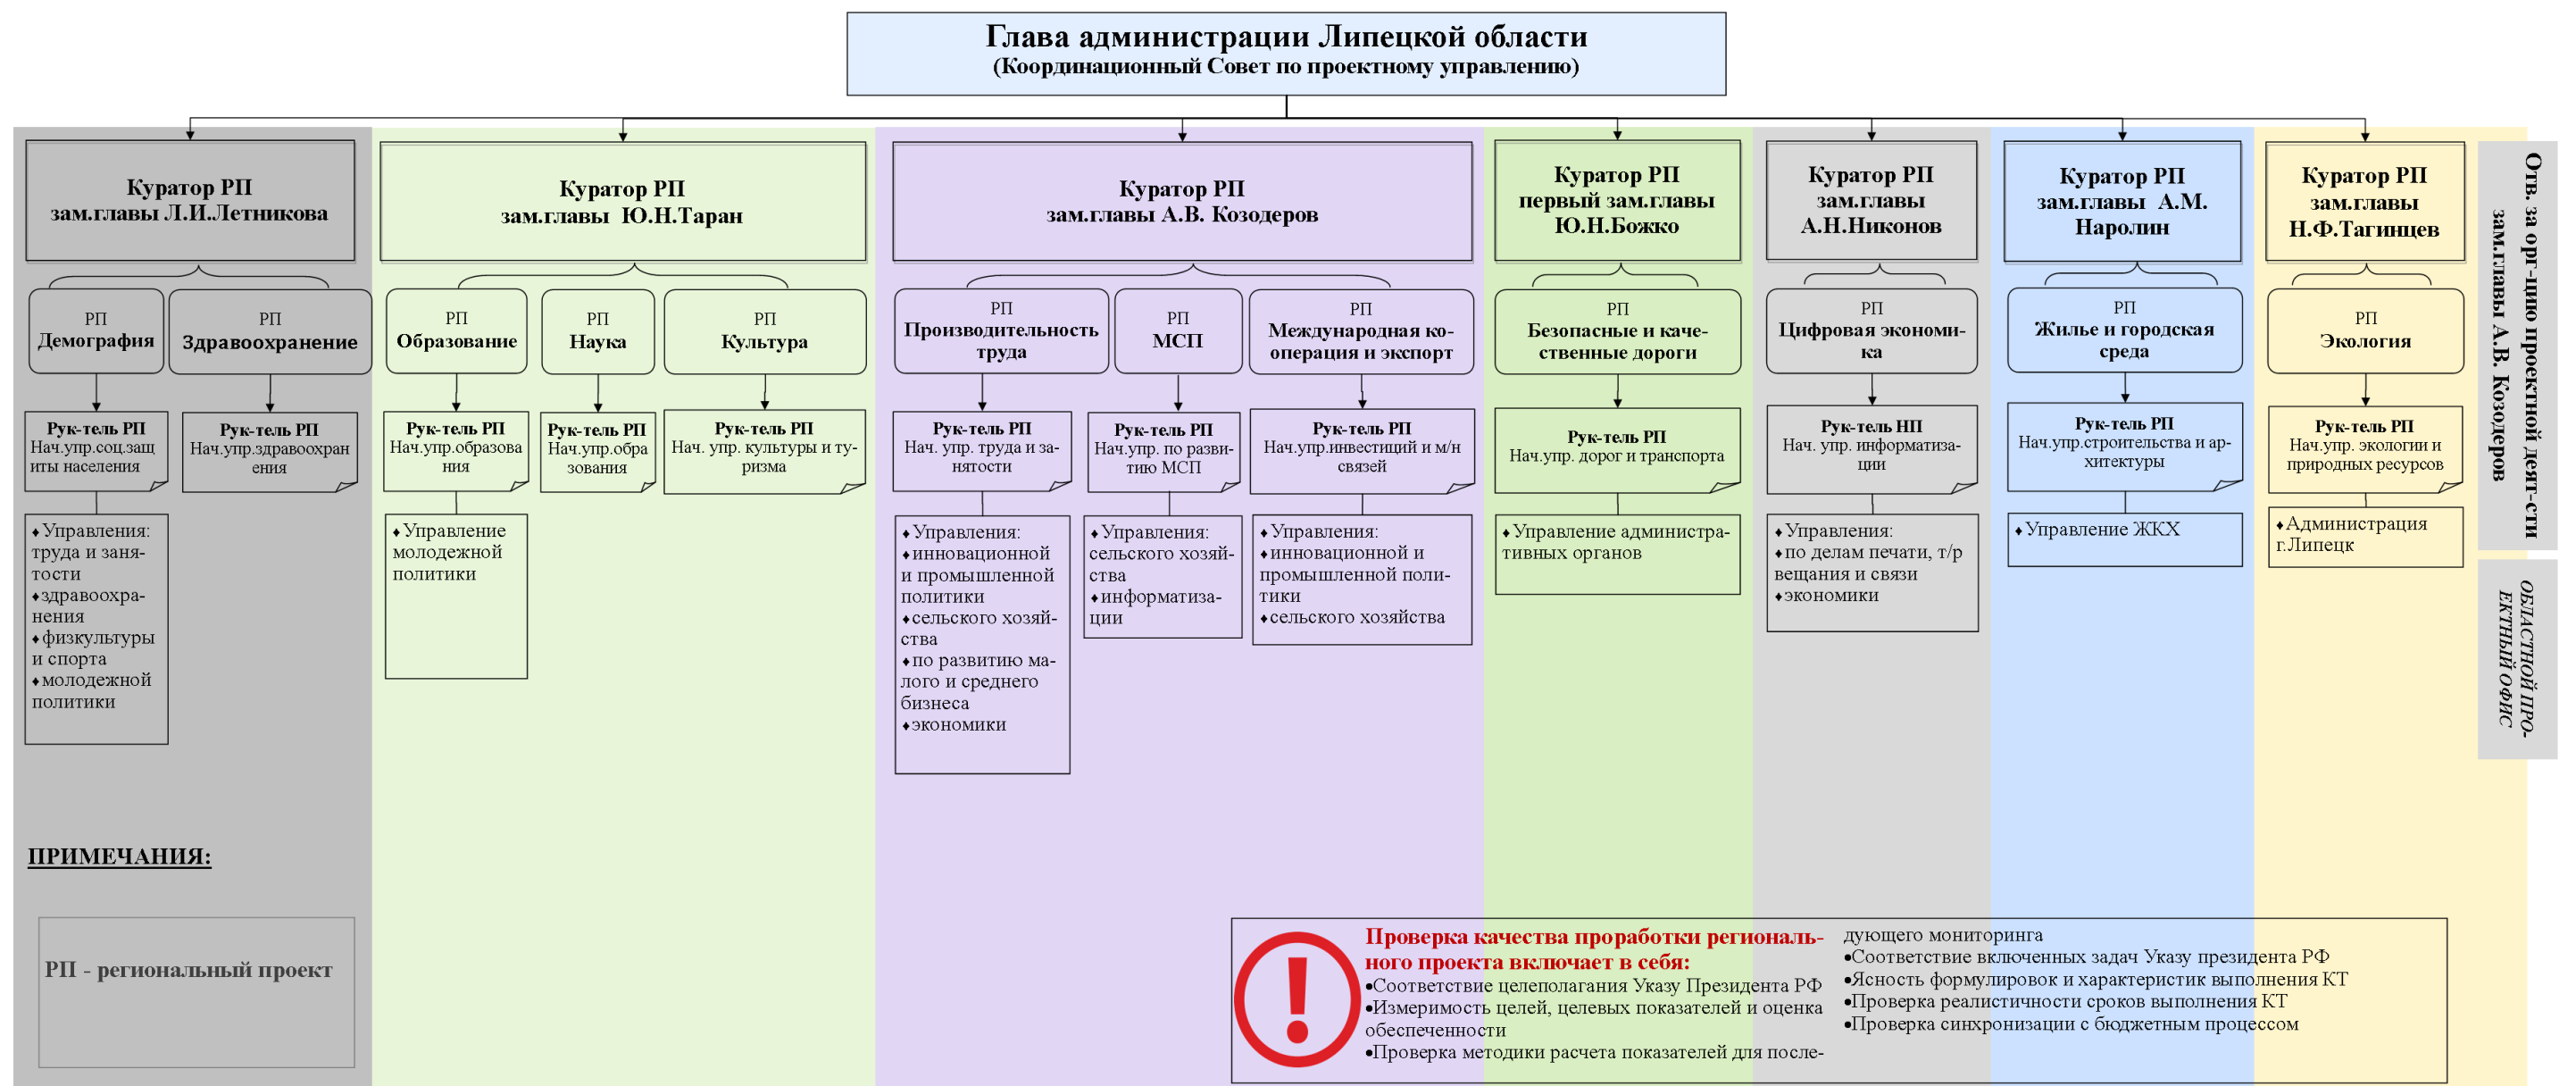 Глава администрации Липецкой области
(Координационный Совет по проектному управлению)
Куратор РП
зам.главы Л.И.Летникова
РП
Демография
РП
Здравоохранение
Рук-тель РП
Нач.упр.соц.защ
иты населения
Рук-тель РП
Нач.упр.здравоохран
ения
♦Управления:
труда и заня-
тости
♦здравоохра-
нения
♦физкультуры
и спорта
♦молодежной
политики
Куратор РП
зам.главы Ю.Н.Таран
РП
Образование
РП
Наука
РП
Культура
Рук-тель РП
Нач.упр.образова
ния
Рук-тель РП
Нач.упр.обра
зования
Рук-тель РП
Нач. упр. культуры и ту-
ризма
♦Управление
молодежной
политики
Куратор РП
зам.главы А.В. Козодеров
РП
Производительность
труда
РП
МСП
РП
Международная ко-
операция и экспорт
Рук-тель РП
Нач. упр. труда и за-
нятости
Рук-тель РП
Нач.упр. по разви-
тию МСП
Рук-тель РП
Нач.упр.инвестиций и м/н
связей
♦Управления:
♦инновационной
и промышленной
политики
♦сельского хозяй-
ства
♦по развитию ма-
лого и среднего
бизнеса
♦экономики
♦Управления:
сельского хозяй-
ства
♦информатиза-
ции
♦Управления:
♦инновационной и
промышленной поли-
тики
♦сельского хозяйства
Куратор РП
первый зам.главы
Ю.Н.Божко
РП
Безопасные и каче-
ственные дороги
Рук-тель РП
Нач.упр. дорог и транспорта
♦Управление администра-
тивных органов
Куратор РП
зам.главы
А.Н.Никонов
РП
Цифровая экономи-
ка
Рук-тель НП
Нач. упр. информатиза-
ции
♦Управления:
♦по делам печати, т/р
вещания и связи
♦экономики
Куратор РП
зам.главы А.М.
Наролин
РП
Жилье и городская
среда
Рук-тель РП
Нач.упр.строительства и ар-
хитектуры
♦Управление ЖКХ
Куратор РП
зам.главы
Н.Ф.Тагинцев
РП
Экология
Рук-тель РП
Нач.упр. экологии и
природных ресурсов
♦Администрация
г.Липецк
Отв. за орг-цию проектной деят-сти
зам.главы А.В. Козодеров
ОБЛАСТНОЙ ПРО-
ЕКТНЫЙ ОФИС
ПРИМЕЧАНИЯ:
РП - региональный проект
Проверка качества проработки региональ-
ного проекта включает в себя:
•Соответствие целеполагания Указу Президента РФ
•Измеримость целей, целевых показателей и оценка
обеспеченности
•Проверка методики расчета показателей для после-
дующего мониторинга
•Соответствие включенных задач Указу президента РФ
•Ясность формулировок и характеристик выполнения КТ
•Проверка реалистичности сроков выполнения КТ
•Проверка синхронизации с бюджетным процессом